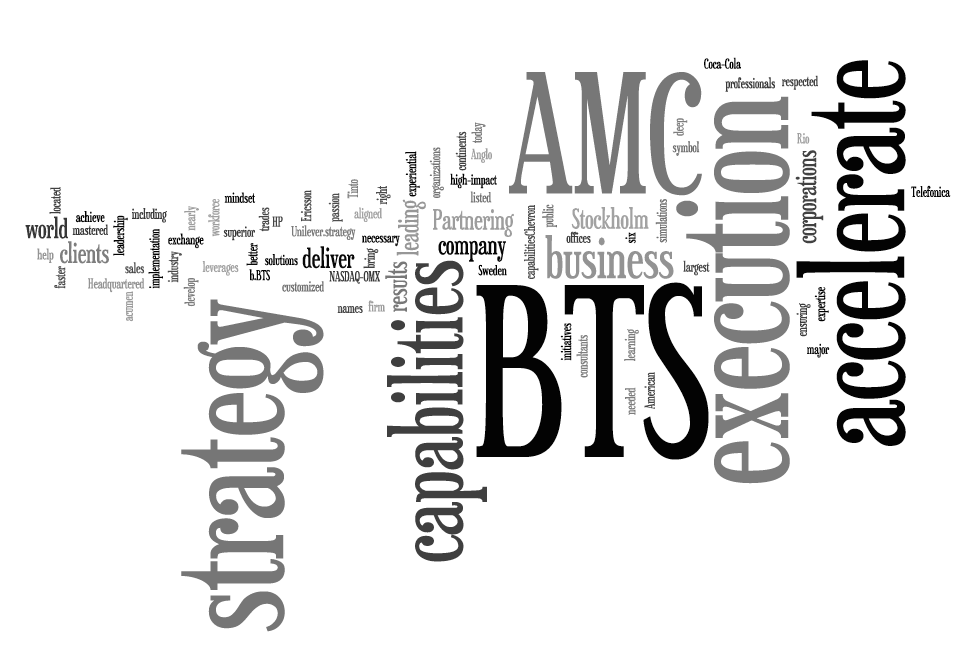 Coca-Cola
professionals
respected
AMC
deep
symbol
execution
accelerate
Rio
corporations
Telefonica
today
continents
Anglo
organizations
high-impact
listed
experiential
right
Tinto
aligned
passion
Ericsson
HP
trades
mindset
workforce
superior
nearly
including
leadership
achieve
mastered
located
world
help
clients
faster
sales
Headquartered
acumen
implementation
industry
exchange
develop
leverages
better
b.BTS
solutions
customized
Unilever.strategy
deliver
NASDAQ-OMX
bring
necessary
names
firm
results
leading
Partnering
company
Sweden
capabilitiesChevron
public
Stockholm
offices
six
simulations
business
largest
capabilities
BTS
initiatives
consultants
learning
needed
American
ensuring
expertise
major
strategy